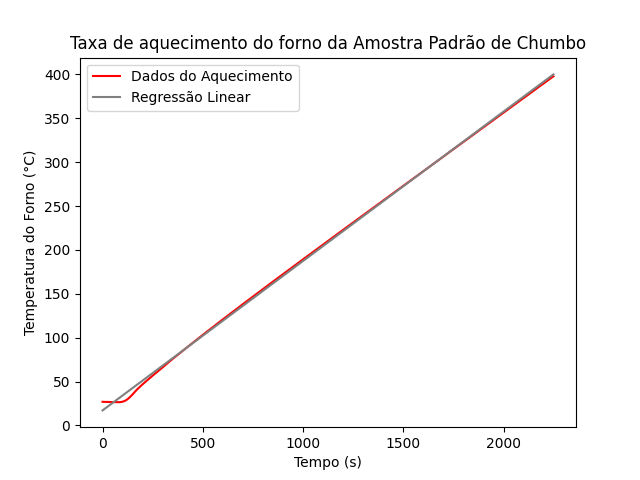 Taxa de aquecimento do forno da Amostra Padrão de Chumbo
Dados do Aquecimento
Regressão Linear
400
350
300
250
200
150
100
50
0
Temperatura do Forno (°C)
0 500 1000 1500 2000
Tempo (s)